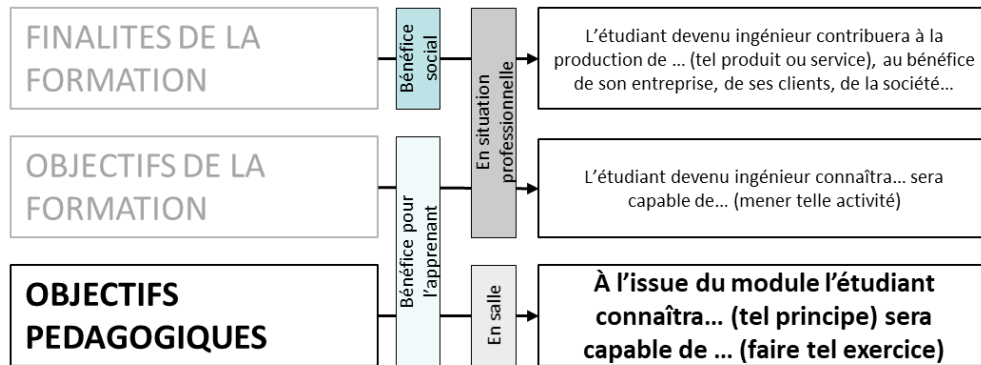 FINALITES DE LA
FORMATION
Bénéfice
social
En situation
professionnelle
L'étudiant devenu ingénieur contribuera à la
production de ... (tel produit ou service), au bénéfice
de son entreprise, de ses clients, de la société...
OBJECTIFS DE LA
FORMATION
Bénéfice pour
l'apprenant
L'étudiant devenu ingénieur connaîtra... sera
capable de... (mener telle activité)
OBJECTIFS
PEDAGOGIQUES
En salle
À l'issue du module l'étudiant
connaîtra... (tel principe) sera
capable de ... (faire tel exercice)